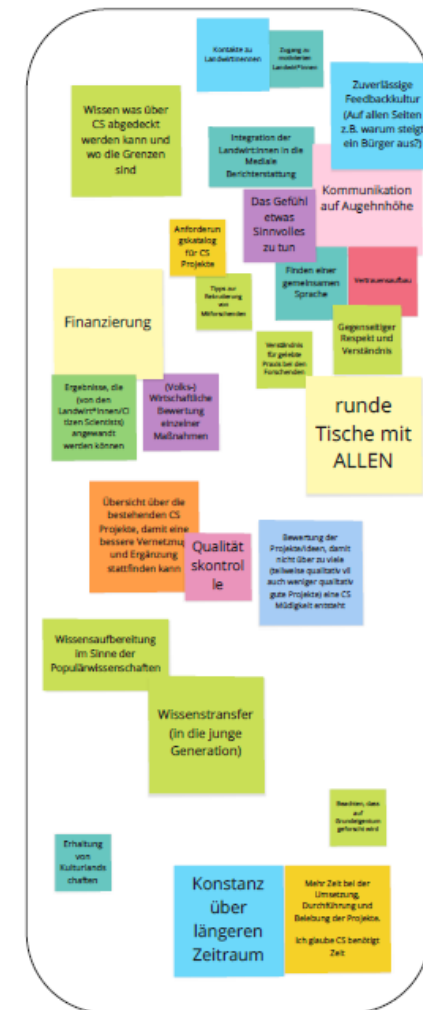 Kontakte zu
Landwirt:innen
Zugang zu
motivierten
Landwirt*innen
Zuverlässige
Feedbackkultur
(Auf allen Seiten
z.B. warum steigt
ein Bürger aus?)
Wissen was über
CS abgedeckt
werden kann und
wo die Grenzen
sind
Integration der
Landwirt:innen in die
Mediale
Berichterstattung
Kommunikation
auf Augehnhöhe
Das Gefühl
etwas
Sinnvolles
zu tun
Anforderun
gskatalog
für CS
Projekte
Finden einer
gemeinsamen
Sprache
Vertrauensaufbau
Tipps zur
Rekrutierung
von
Mitforschenden
Finanzierung
Gegenseitiger
Respekt und
Verständnis
Verständnis
für gelebte
Praxis bei den
Forschenden
Ergebnisse, die
(von den
Landwirt*innen/Ci
tizen Scientists)
angewandt
werden können
(Volks-)
Wirtschaftliche
Bewertung
einzelner
Maßnahmen
runde
Tische mit
ALLEN
Übersicht über die
bestehenden CS
Projekte, damit eine
bessere Vernetznug
und Ergänzung
stattfinden kann
Qualität
skontrol
le
Bewertung der
Projekte/Ideen, damit
nicht über zu viele
(teilweise qualitativ vll
auch weniger qualitativ
gute Projekte) eine CS
Müdigkeit entsteht
Wissensaufbereitung
im Sinne der
Populärwissenschaften
Wissenstransfer
(in die junge
Generation)
Beachten, dass
auf
Grundeigentum
geforscht wird
Erhaltung
von
Kulturlands
chaften
Konstanz
über
längeren
Zeitraum
Mehr Zeit bei der
Umsetzung,
Durchführung und
Belebung der Projekte.
Ich glaube CS benötigt
Zeit